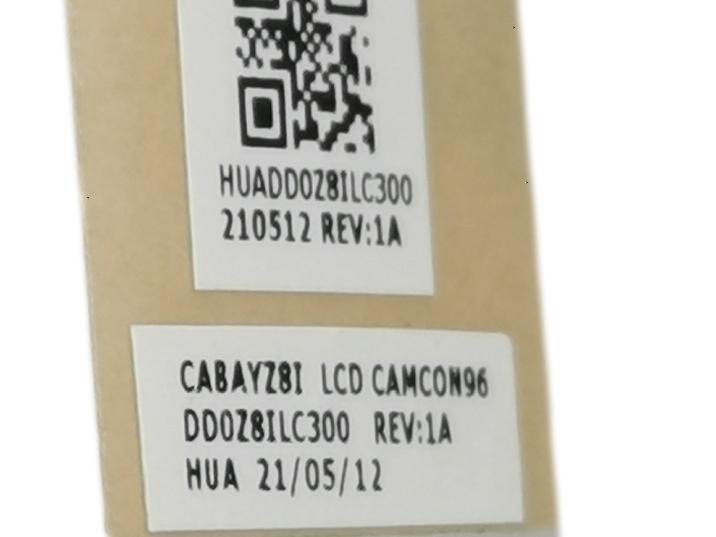 HUADD0Z8ILC300
210512 REV:1A
CABAYZ8I LCD CAMCON96
DD0Z8ILC300 REV:1A
HUA 21/05/12